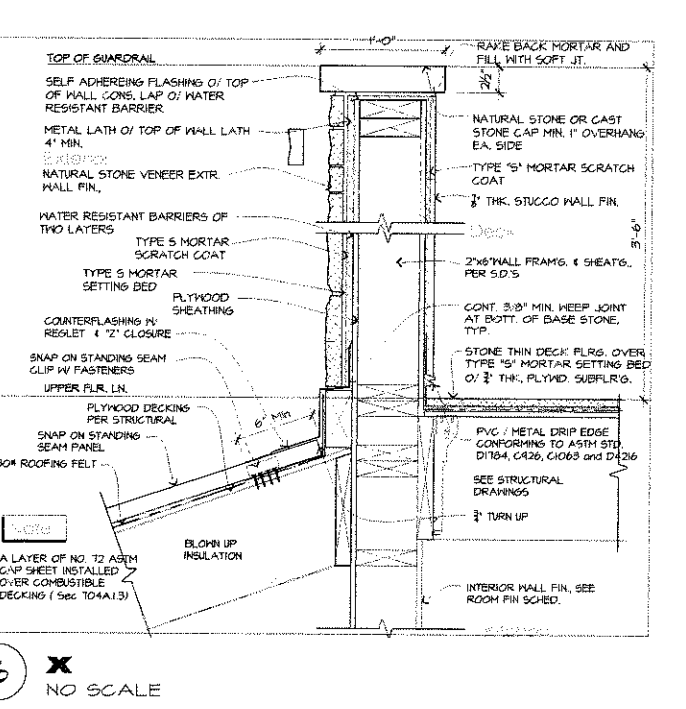 1'-0"
TOP OF GUARDRAIL
SELF ADHEREING FLASHING O/ TOP
OF WALL CONS. LAP O/ WATER
RESISTANT BARRIER
METAL LATH O/ TOP OF WALL LATH
4" MIN.
Exterior
NATURAL STONE VENEER EXTR.
WALL FIN.,
WATER RESISTANT BARRIERS OF
TWO LAYERS
TYPE S MORTAR
SCRATCH COAT
TYPE S MORTAR
SETTING BED
PLYWOOD
SHEATHING
COUNTERFLASHING IN
REGLET & "Z" CLOSURE
SNAP ON STANDING SEAM
CLIP W/ FASTENERS
UPPER FLR. LN.
PLYWOOD DECKING
PER STRUCTURAL
6" Min
SNAP ON STANDING
SEAM PANEL
30# ROOFING FELT
Note
A LAYER OF NO. 72 ASTM
CAP SHEET INSTALLED
OVER COMBUSTIBLE
DECKING ( Sec 704A.1.3)
BLOWN UP
INSULATION
RAKE BACK MORTAR AND
FILL WITH SOFT JT.
2 1/2"
NATURAL STONE OR CAST
STONE CAP MIN. 1" OVERHANG
EA. SIDE
TYPE "S" MORTAR SCRATCH
COAT
7/8" THK. STUCCO WALL FIN.
Deck
3'-6"
2"x6"WALL FRAM'G. & SHEAT'G.,
PER S.D.'S
CONT. 3/8" MIN. WEEP JOINT
AT BOTT. OF BASE STONE,
TYP.
STONE THIN DECK FLRG. OVER
TYPE "S" MORTAR SETTING BED
O/ 3/4" THK. PLYWD. SUBFLR'G.
PVC / METAL DRIP EDGE
CONFORMING TO ASTM STD.
D1784, C926, C1063 and D4216
SEE STRUCTURAL
DRAWINGS
3/4" TURN UP
INTERIOR WALL FIN., SEE
ROOM FIN SCHED.
X
NO SCALE